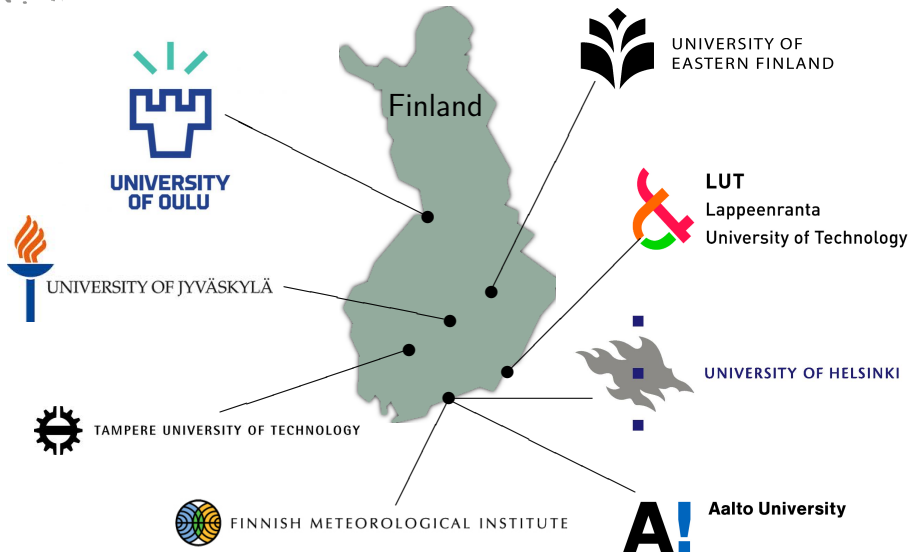 UNIVERSITY OF
EASTERN FINLAND
Finland
UNIVERSITY
OF OULU
LUT
Lappeenranta
University of Technology
UNIVERSITY OF JYVÄSKYLÄ
UNIVERSITY OF HELSINKI
TAMPERE UNIVERSITY OF TECHNOLOGY
FINNISH METEOROLOGICAL INSTITUTE
A!
Aalto University